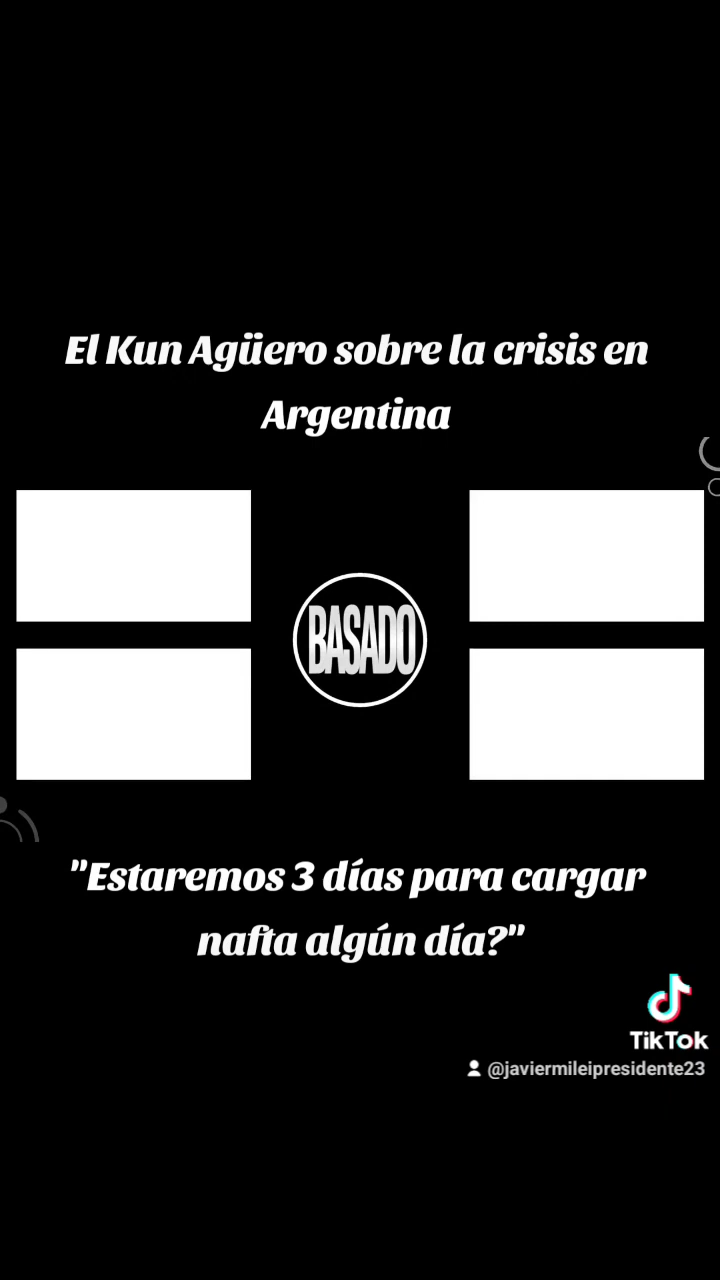 El Kun Agüero sobre la crisis en
Argentina
BASADO
"Estaremos 3 días para cargar
nafta algún día?"
TikTok
@javiermileipresidente23